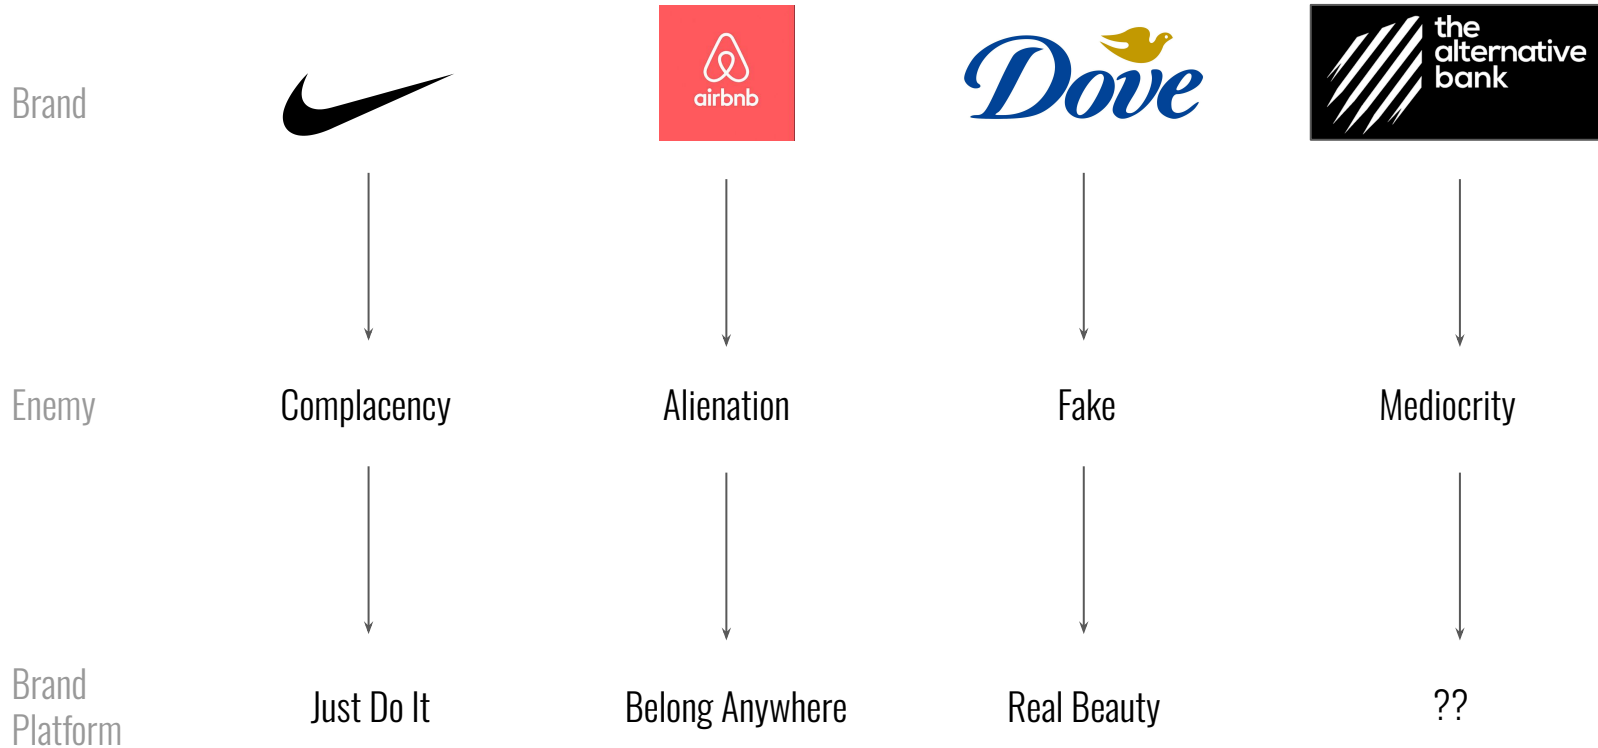 Brand
airbnb
Dove
the
alternative
bank
Enemy
Complacency
Alienation
Fake
Mediocrity
Brand
Platform
Just Do It
Belong Anywhere
Real Beauty
??